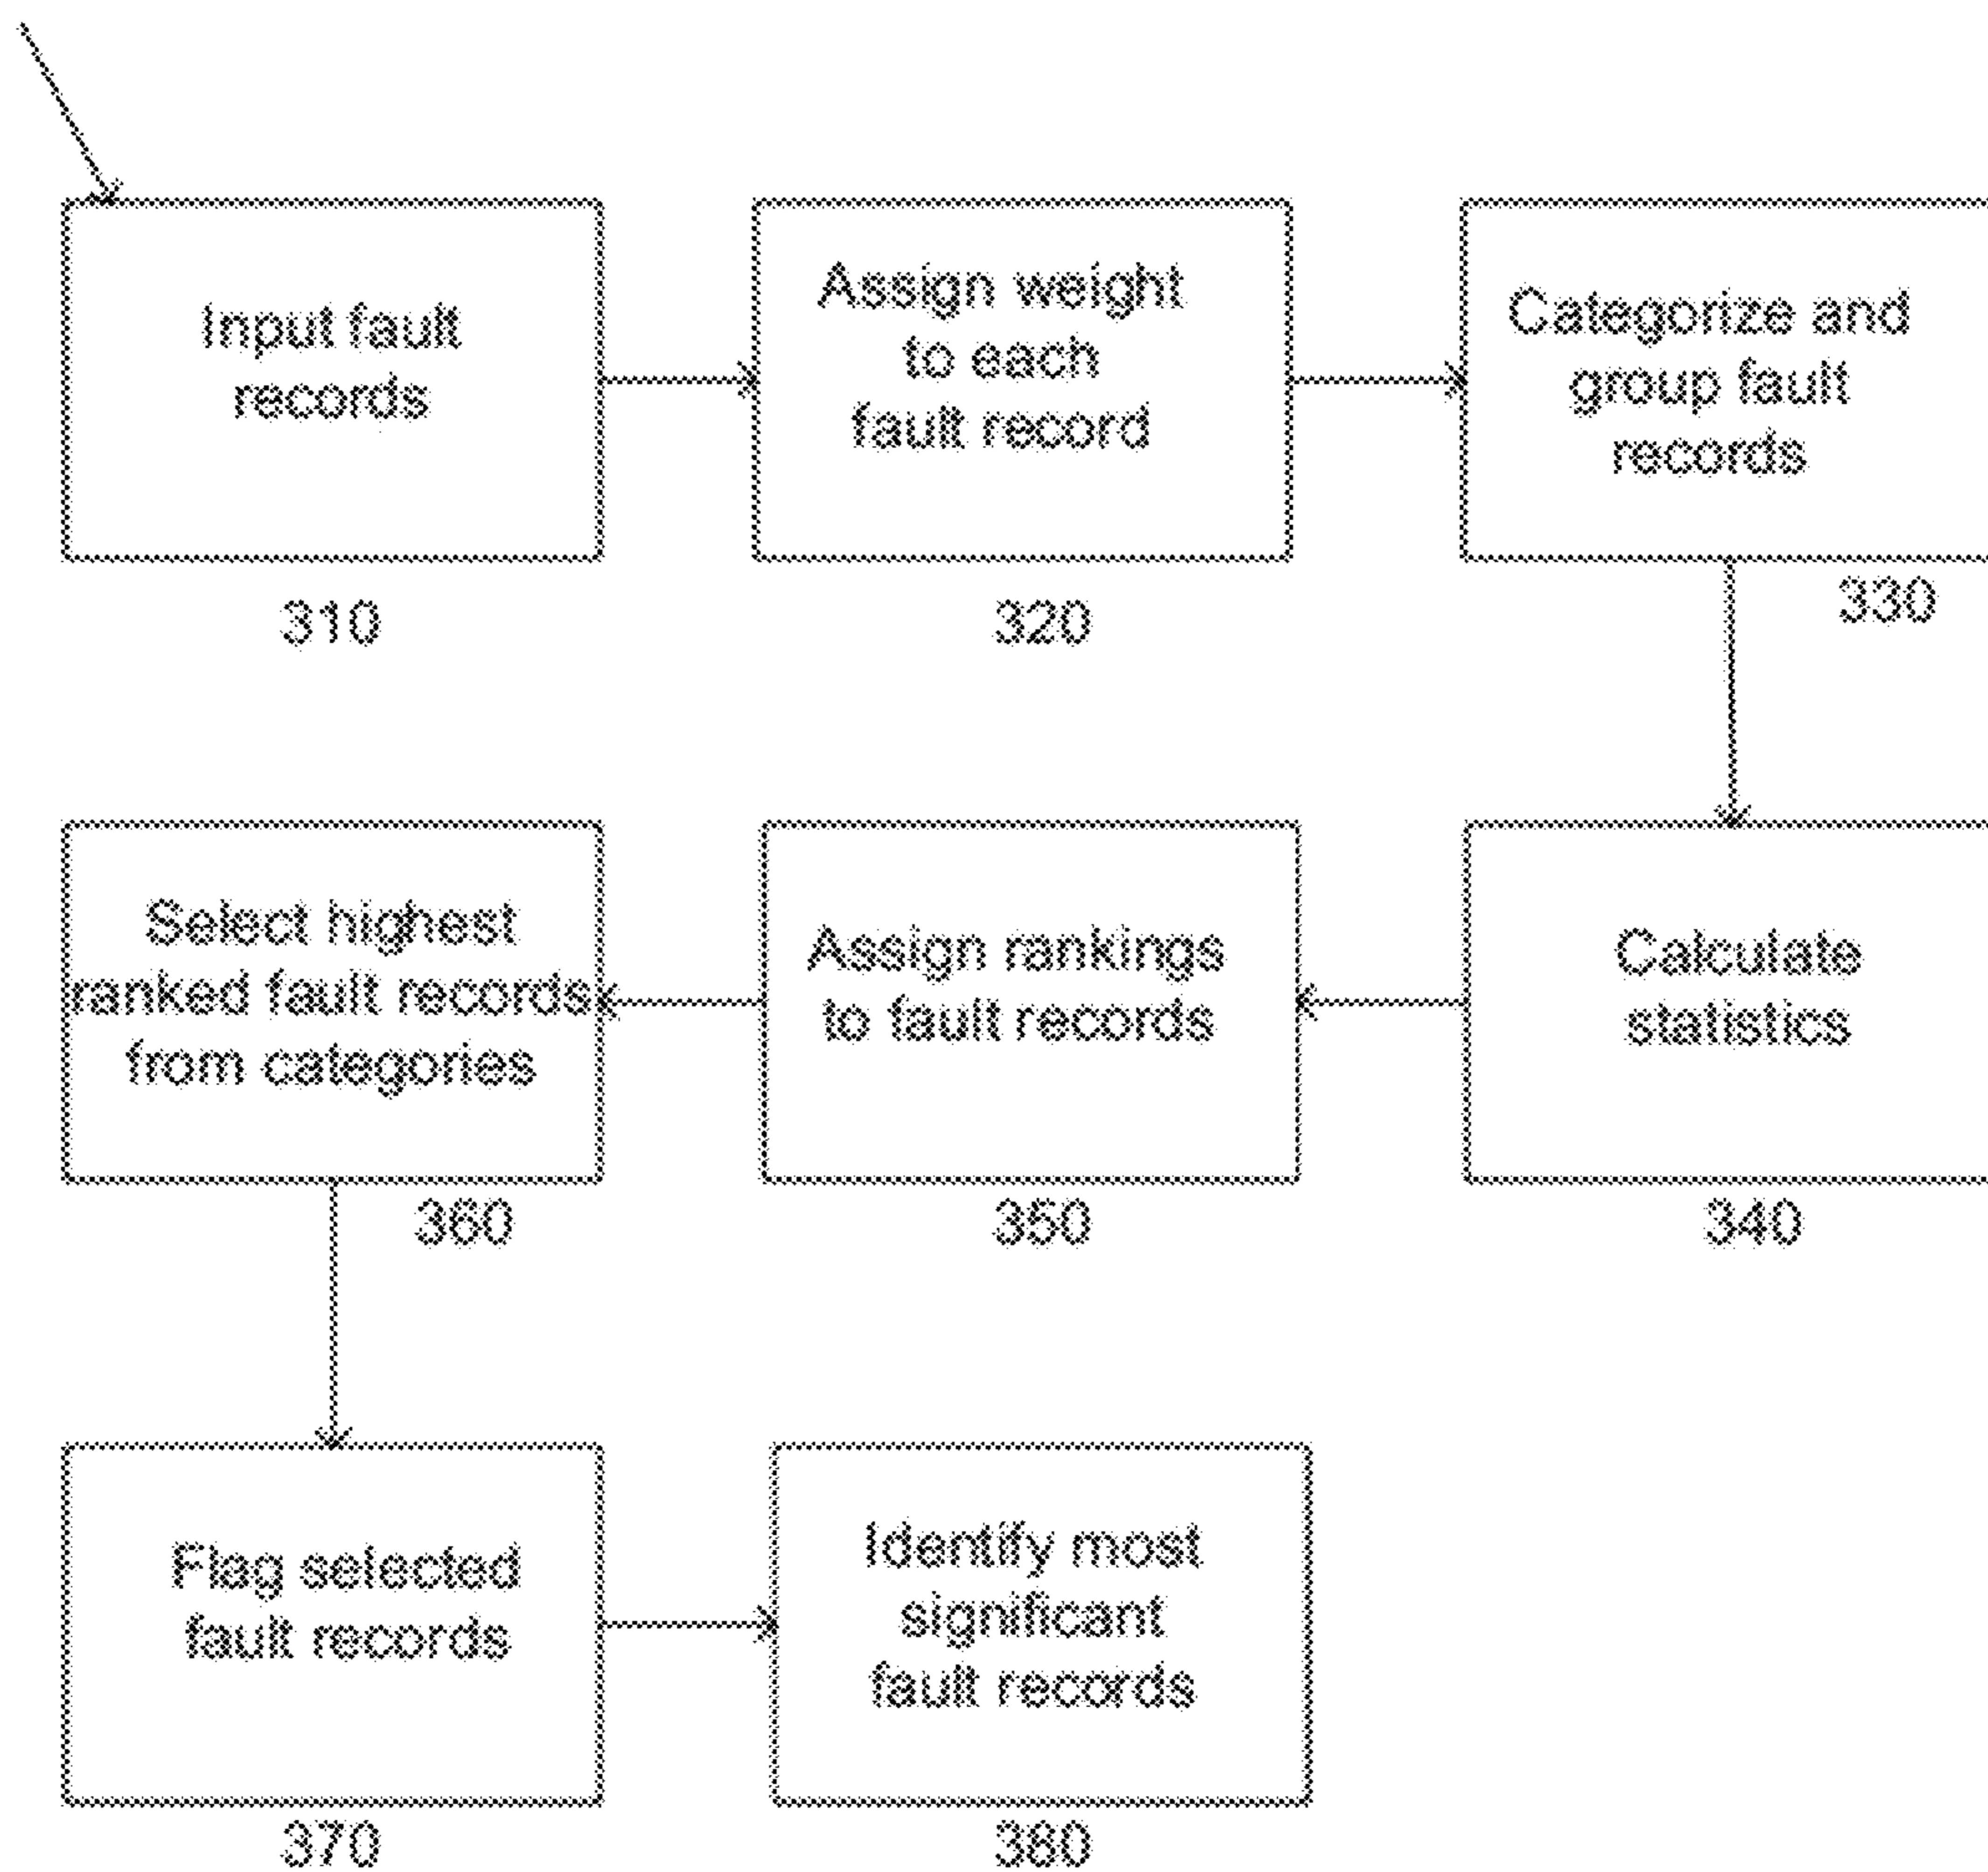 Input fault
records
310
Assign weight
to each
fault record
320
Categorize and
group fault
records
330
Calculate
statistics
340
Assign rankings
to fault records
350
Select highest
ranked fault records
from categories
360
Flag selected
fault records
370
Identify most
significant
fault records
380